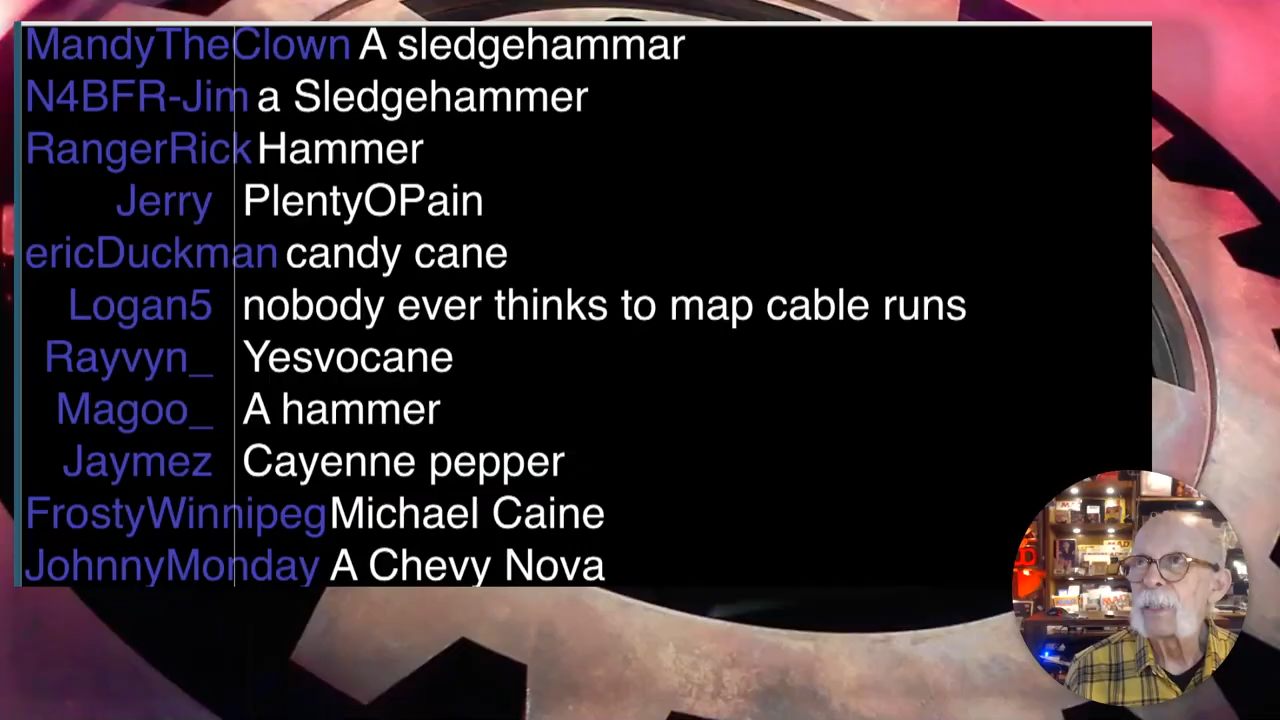 MandyTheClown A sledgehammar
N4BFR-Jim a Sledgehammer
RangerRick Hammer
Jerry PlentyOPain
ericDuckman candy cane
Logan5 nobody ever thinks to map cable runs
Rayvyn_ Yesvocane
Magoo_ A hammer
Jaymez Cayenne pepper
FrostyWinnipeg Michael Caine
JohnnyMonday A Chevy Nova